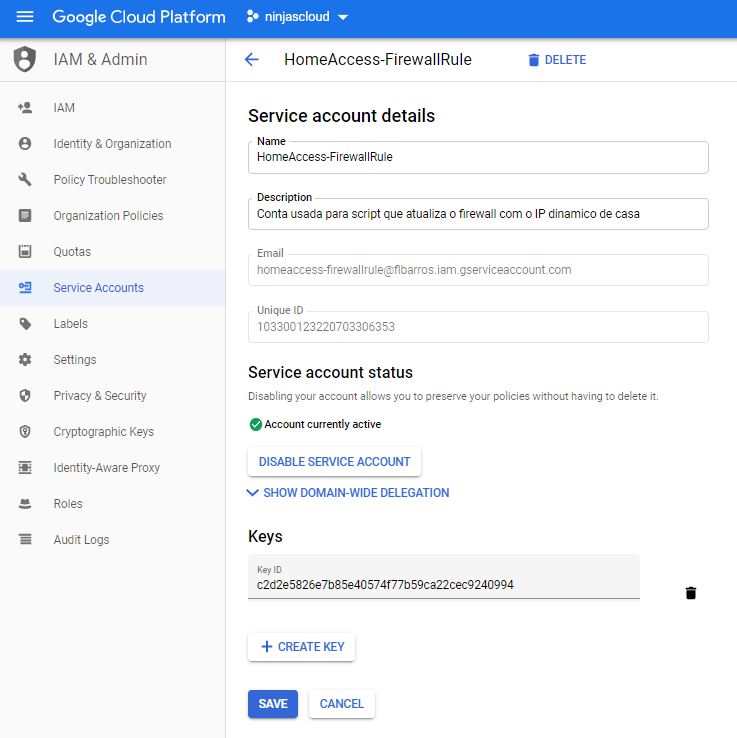 Google Cloud Platform
ninjascloud
IAM & Admin
HomeAccess-FirewallRule
DELETE
IAM
Identity & Organization
Policy Troubleshooter
Organization Policies
Quotas
Service Accounts
Labels
Settings
Privacy & Security
Cryptographic Keys
Identity-Aware Proxy
Roles
Audit Logs
Service account details
Name
HomeAccess-FirewallRule
Description
Conta usada para script que atualiza o firewall com o IP dinamico de casa
Email
homeaccess-firewallrule@flbarros.iam.gserviceaccount.com
Unique ID
103300123220703306353
Service account status
Disabling your account allows you to preserve your policies without having to delete it.
Account currently active
DISABLE SERVICE ACCOUNT
SHOW DOMAIN-WIDE DELEGATION
Keys
Key ID
c2d2e5826e7b85e40574f77b59ca22cec9240994
+ CREATE KEY
SAVE
CANCEL